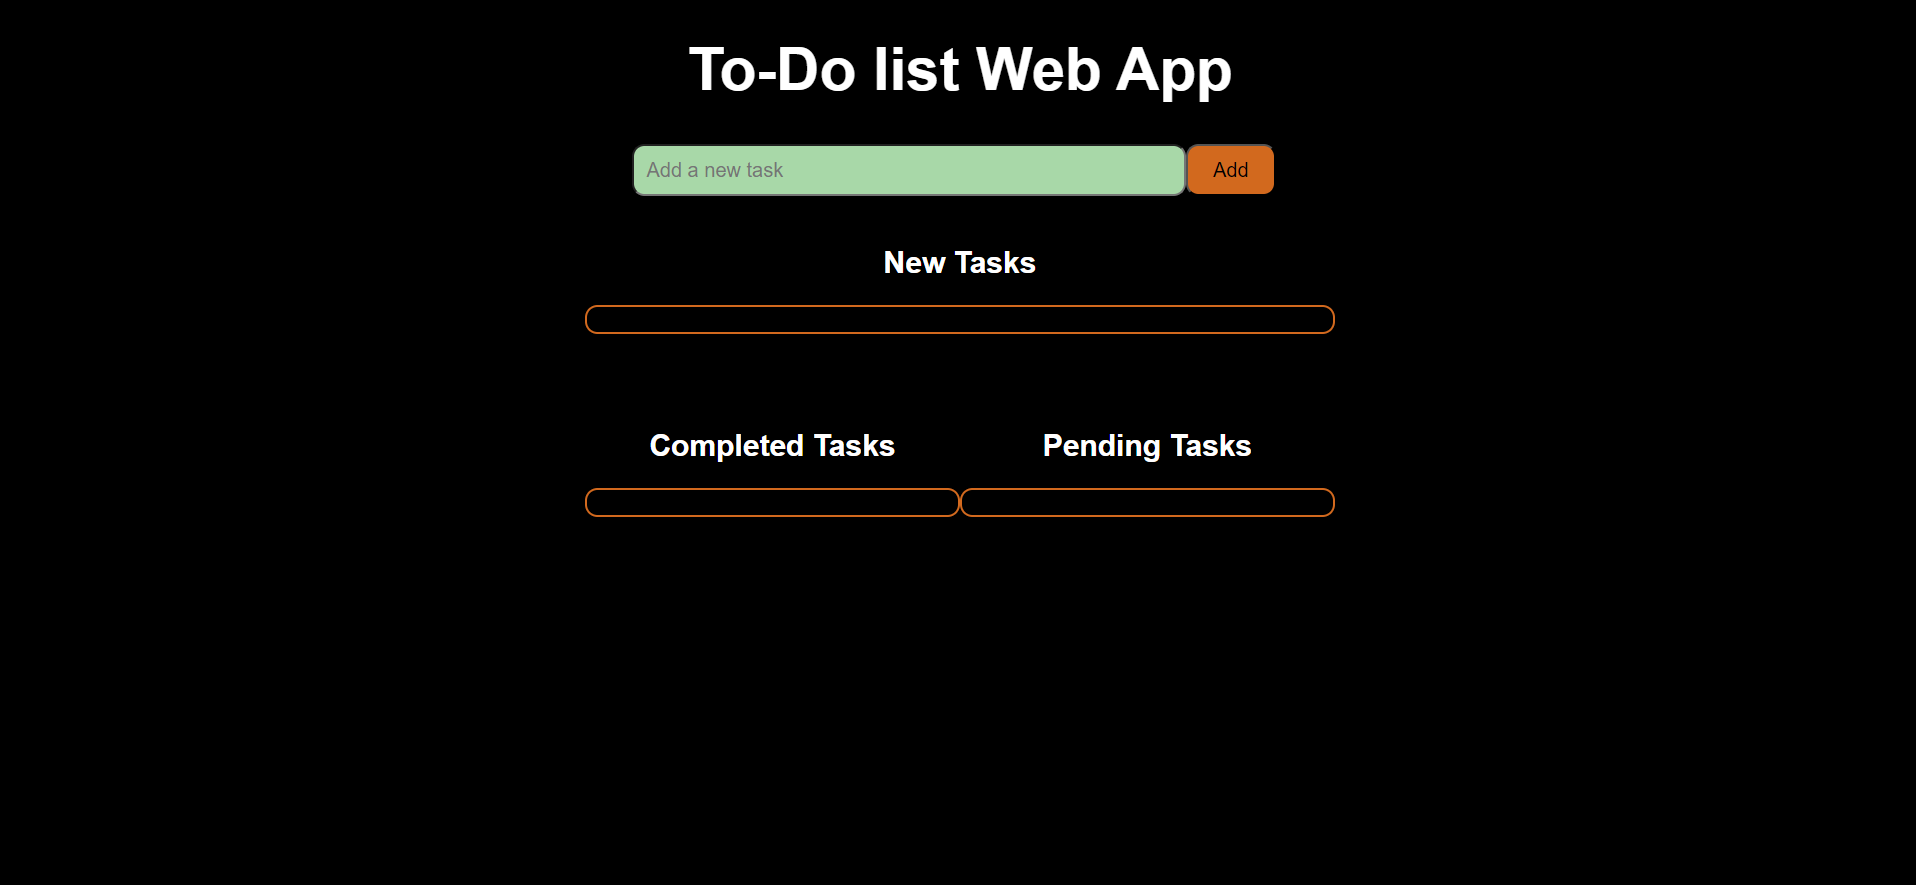 To-Do list Web App
Add a new task
Add
New Tasks
Completed Tasks
Pending Tasks